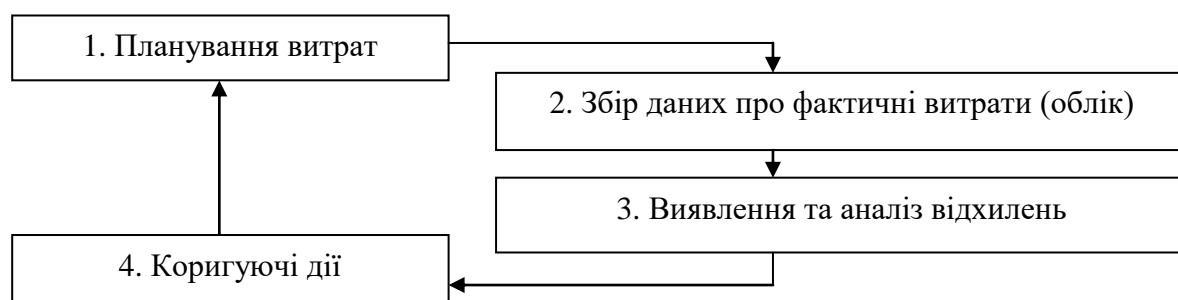 1. Планування витрат
2. Збір даних про фактичні витрати (облік)
3. Виявлення та аналіз відхилень
4. Коригуючі дії